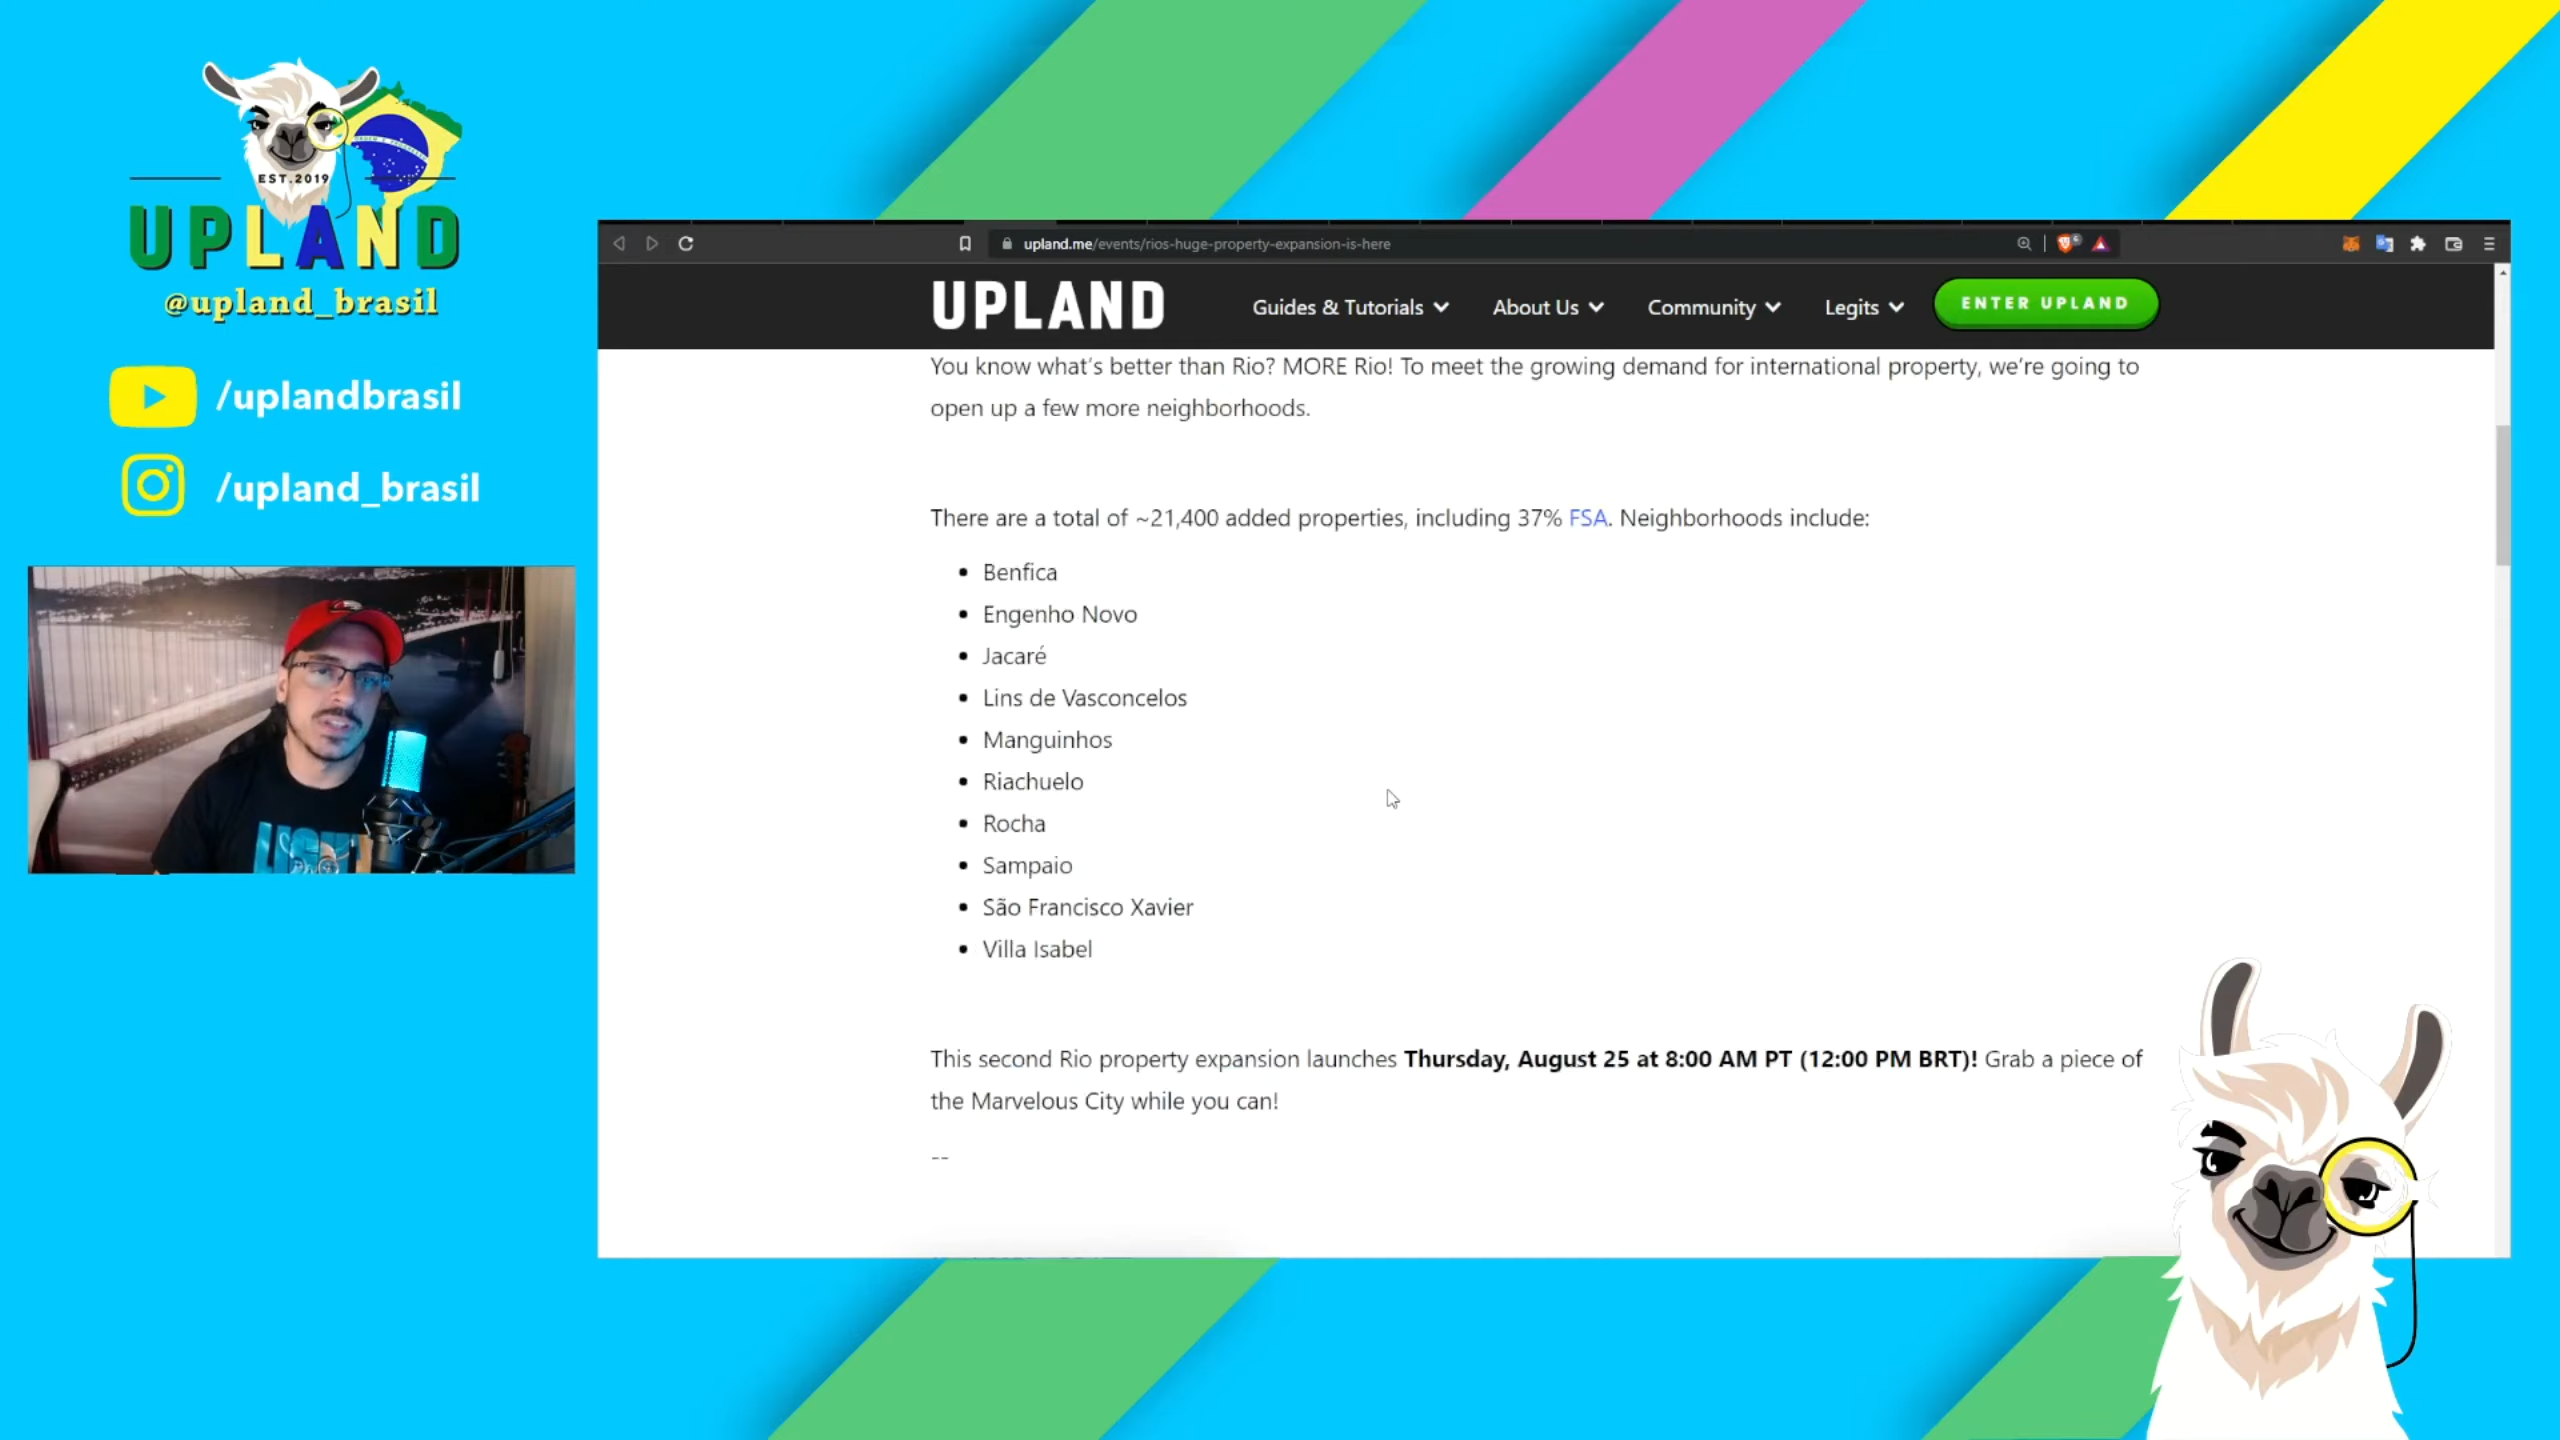 EST.2019
UPLAND
@upland_brasil
/uplandbrasil
/upland_brasil
upland.me/events/rios-huge-property-expansion-is-here
UPLAND
Guides & Tutorials
About Us
Community
Legits
ENTER UPLAND
You know what's better than Rio? MORE Rio! To meet the growing demand for international property, we're going to
open up a few more neighborhoods.
There are a total of ~21,400 added properties, including 37% FSA. Neighborhoods include:
• Benfica
• Engenho Novo
• Jacaré
• Lins de Vasconcelos
• Manguinhos
• Riachuelo
• Rocha
• Sampaio
• São Francisco Xavier
• Villa Isabel
This second Rio property expansion launches Thursday, August 25 at 8:00 AM PT (12:00 PM BRT)! Grab a piece of
the Marvelous City while you can!
--